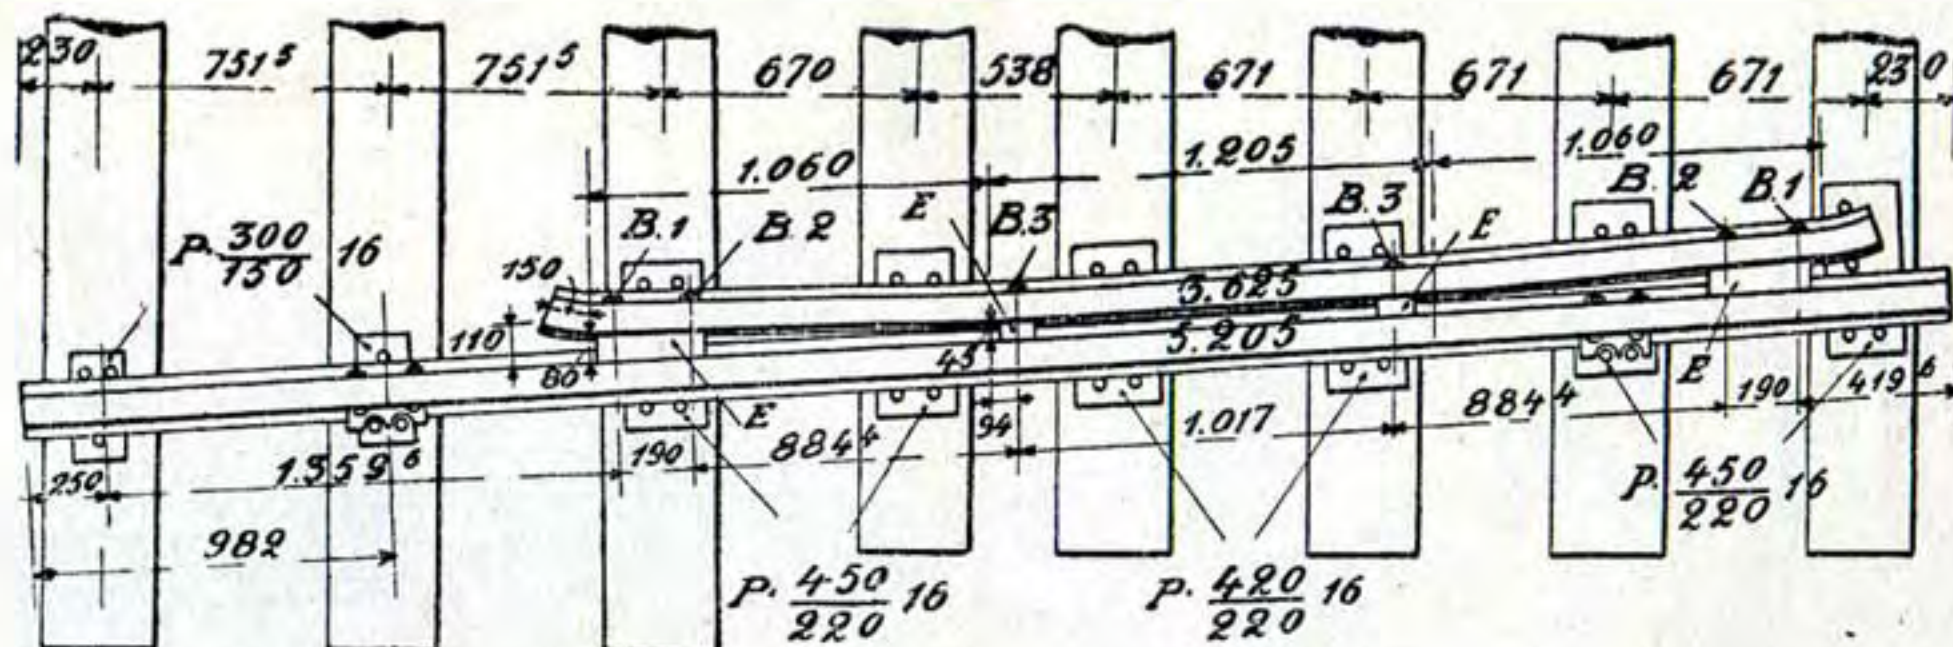 230 751⁵ 751⁵ 670 538 671 671 671 230
1.060 1.205 1.060
B.1 B.2 E B.3 B.3 E B.2 B.1
P. 300/150 16
150
3.625
110 80 45 5.205
E E
250 1.359⁶ 190 884⁴ 94 1.017 884⁴ 190 419⁶
982
P. 450/220 16
P. 420/220 16
P. 450/220 16